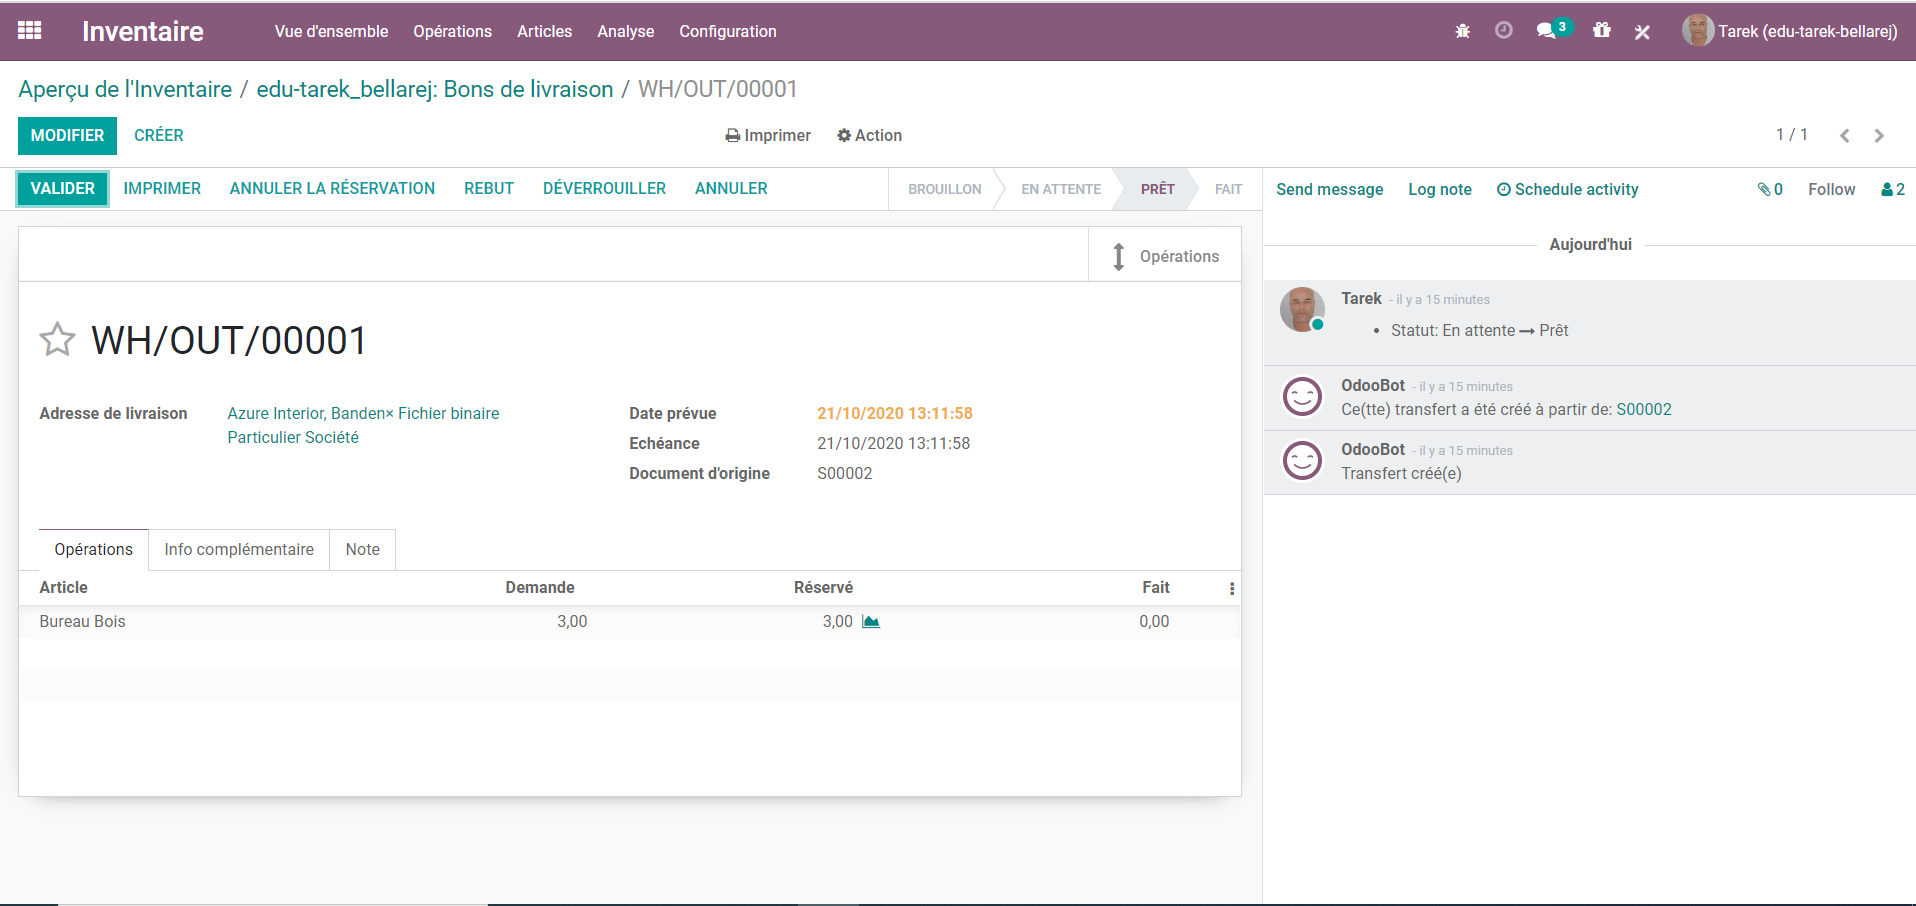 Inventaire Vue d'ensemble Opérations Articles Analyse Configuration 3 Tarek (edu-tarek-bellarej)
Aperçu de l'Inventaire / edu-tarek_bellarej: Bons de livraison / WH/OUT/00001
MODIFIER CRÉER Imprimer Action 1 / 1
VALIDER IMPRIMER ANNULER LA RÉSERVATION REBUT DÉVERROUILLER ANNULER BROUILLON EN ATTENTE PRÊT FAIT
Send message Log note Schedule activity 0 Follow 2
Opérations
WH/OUT/00001
Adresse de livraison Azure Interior, Banden× Fichier binaire
Particulier Société
Date prévue 21/10/2020 13:11:58
Echéance 21/10/2020 13:11:58
Document d'origine S00002
Opérations Info complémentaire Note
Article Demande Réservé Fait
Bureau Bois 3,00 3,00 0,00
Aujourd'hui
Tarek - il y a 15 minutes
• Statut: En attente → Prêt
OdooBot - il y a 15 minutes
Ce(tte) transfert a été créé à partir de: S00002
OdooBot - il y a 15 minutes
Transfert créé(e)